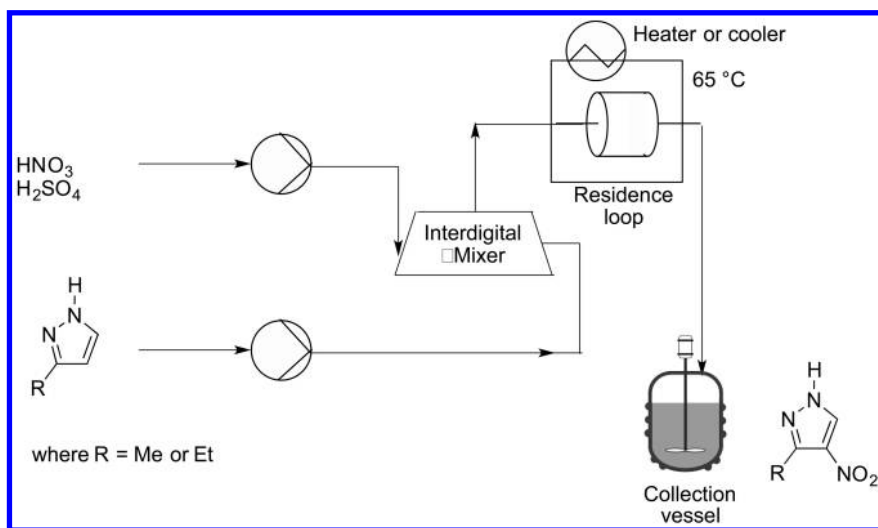 Heater or cooler
65 °C
HNO₃
H₂SO₄
Residence
loop
Interdigital
□Mixer
H
N
N
R
where R = Me or Et
H
N
N
R
NO₂
Collection
vessel